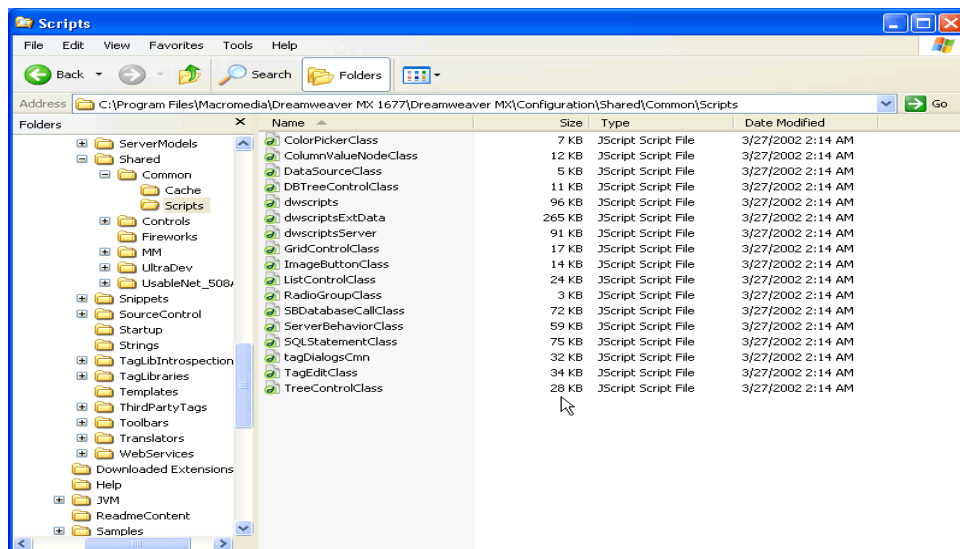 Scripts
File Edit View Favorites Tools Help
Back Search Folders
Address C:\Program Files\Macromedia\Dreamweaver MX 1677\Dreamweaver MX\Configuration\Shared\Common\Scripts Go
Folders × Name Size Type Date Modified
ServerModels
Shared
Common
Cache
Scripts
Controls
Fireworks
MM
UltraDev
UsableNet_508
Snippets
SourceControl
Startup
Strings
TagLibIntrospection
TagLibraries
Templates
ThirdPartyTags
Toolbars
Translators
WebServices
Downloaded Extensions
Help
JVM
ReadmeContent
Samples
ColorPickerClass 7 KB JScript Script File 3/27/2002 2:14 AM
ColumnValueNodeClass 12 KB JScript Script File 3/27/2002 2:14 AM
DataSourceClass 5 KB JScript Script File 3/27/2002 2:14 AM
DBTreeControlClass 11 KB JScript Script File 3/27/2002 2:14 AM
dwscripts 96 KB JScript Script File 3/27/2002 2:14 AM
dwscriptsExtData 265 KB JScript Script File 3/27/2002 2:14 AM
dwscriptsServer 91 KB JScript Script File 3/27/2002 2:14 AM
GridControlClass 17 KB JScript Script File 3/27/2002 2:14 AM
ImageButtonClass 14 KB JScript Script File 3/27/2002 2:14 AM
ListControlClass 24 KB JScript Script File 3/27/2002 2:14 AM
RadioGroupClass 3 KB JScript Script File 3/27/2002 2:14 AM
SBDatabaseCallClass 72 KB JScript Script File 3/27/2002 2:14 AM
ServerBehaviorClass 59 KB JScript Script File 3/27/2002 2:14 AM
SQLStatementClass 75 KB JScript Script File 3/27/2002 2:14 AM
tagDialogsCmn 32 KB JScript Script File 3/27/2002 2:14 AM
TagEditClass 34 KB JScript Script File 3/27/2002 2:14 AM
TreeControlClass 28 KB JScript Script File 3/27/2002 2:14 AM